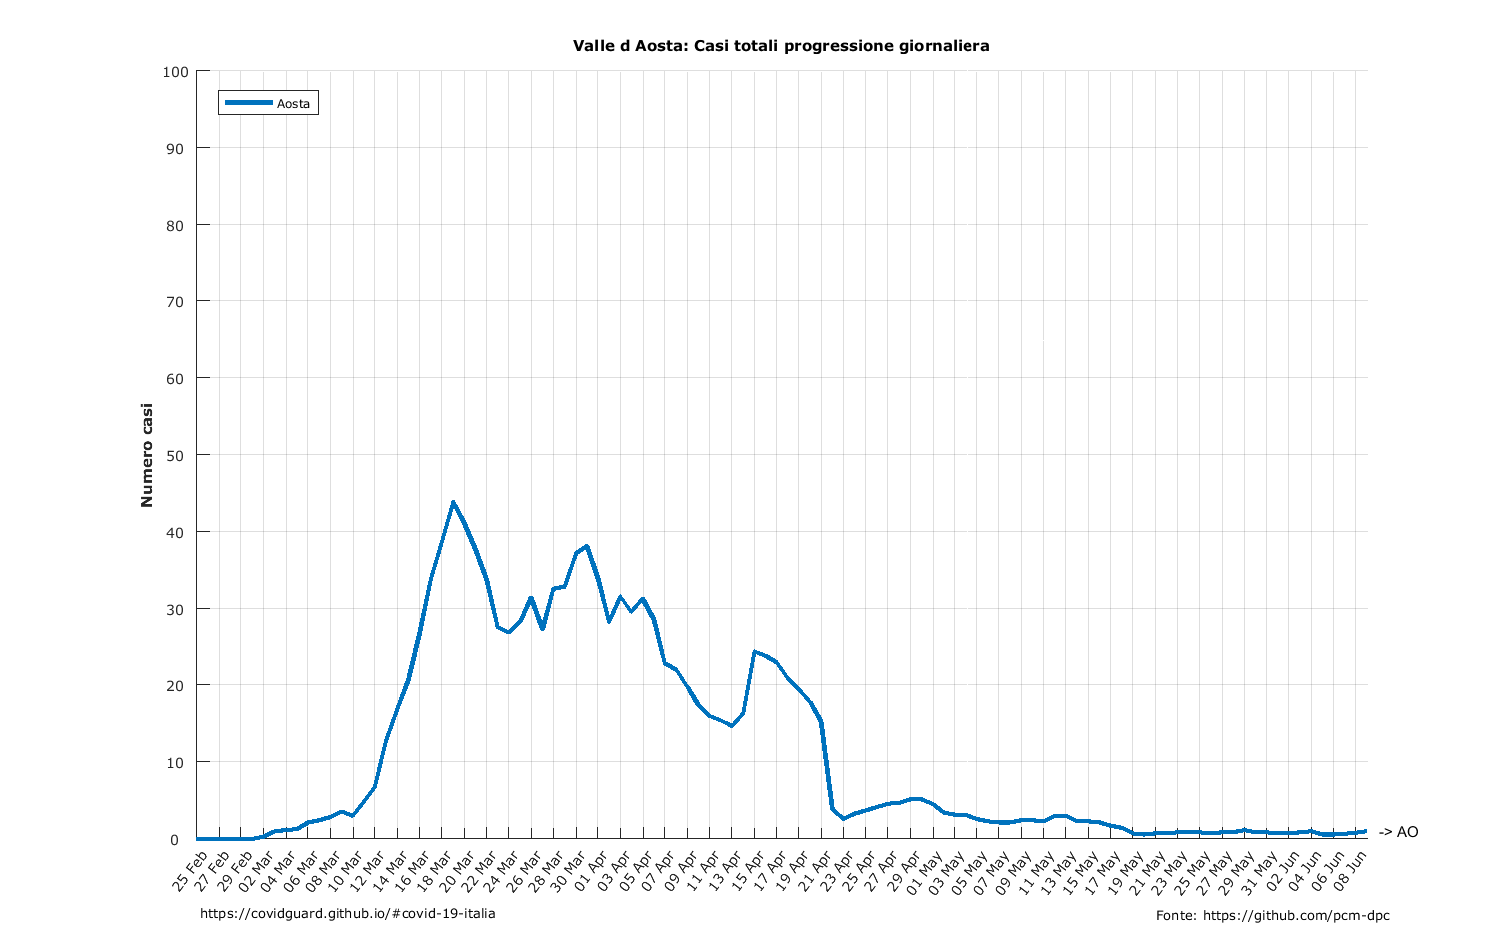 Valle d Aosta: Casi totali progressione giornaliera
Aosta
Numero casi
100
90
80
70
60
50
40
30
20
10
0
25 Feb
27 Feb
29 Feb
02 Mar
04 Mar
06 Mar
08 Mar
10 Mar
12 Mar
14 Mar
16 Mar
18 Mar
20 Mar
22 Mar
24 Mar
26 Mar
28 Mar
30 Mar
01 Apr
03 Apr
05 Apr
07 Apr
09 Apr
11 Apr
13 Apr
15 Apr
17 Apr
19 Apr
21 Apr
23 Apr
25 Apr
27 Apr
29 Apr
01 May
03 May
05 May
07 May
09 May
11 May
13 May
15 May
17 May
19 May
21 May
23 May
25 May
27 May
29 May
31 May
02 Jun
04 Jun
06 Jun
08 Jun
-> AO
https://covidguard.github.io/#covid-19-italia
Fonte: https://github.com/pcm-dpc